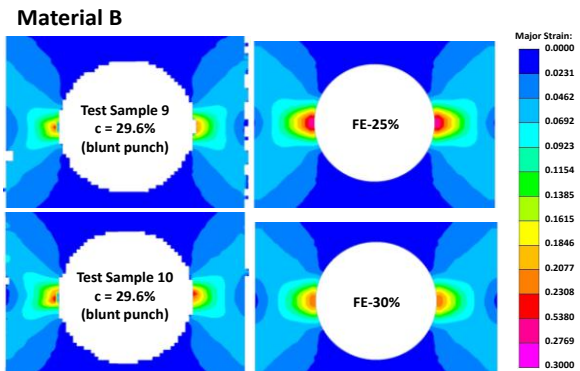 Material B
Test Sample 9
c = 29.6%
(blunt punch)
FE-25%
Test Sample 10
c = 29.6%
(blunt punch)
FE-30%
Major Strain:
0.0000
0.0231
0.0462
0.0692
0.0923
0.1154
0.1385
0.1615
0.1846
0.2077
0.2308
0.5380
0.2769
0.3000